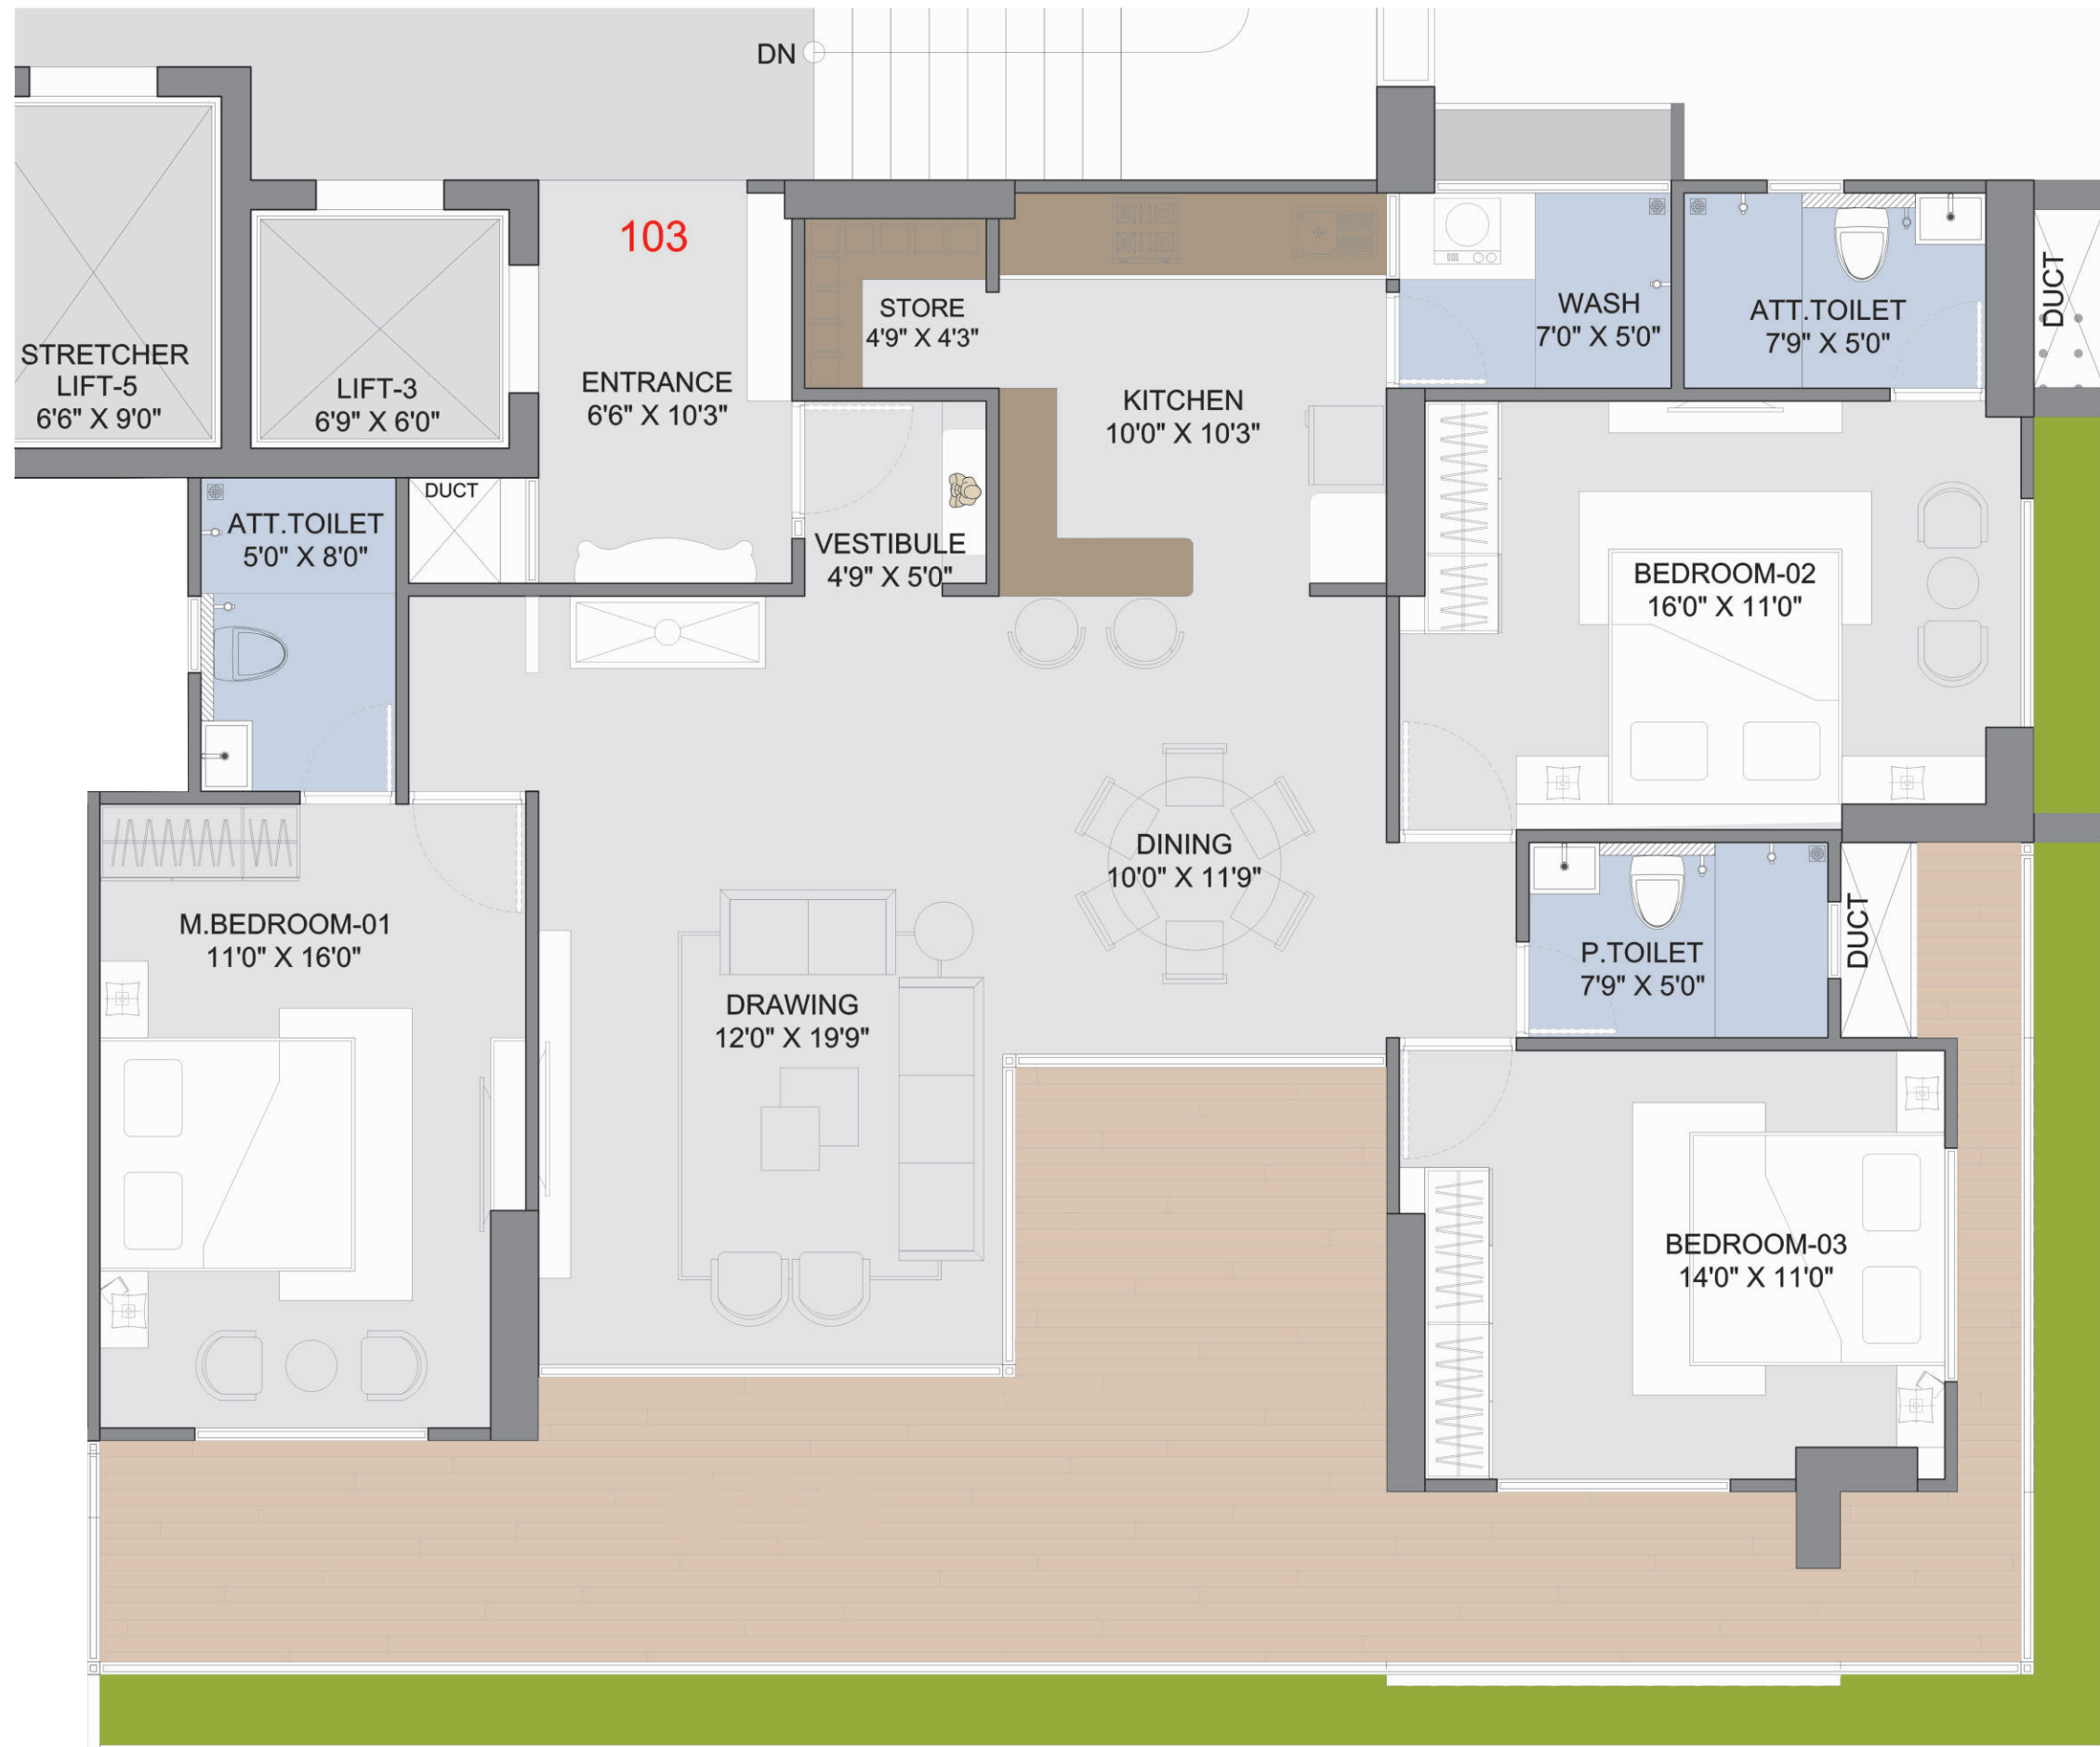 DN
103
STORE
4'9" X 4'3"
WASH
7'0" X 5'0"
ATT.TOILET
7'9" X 5'0"
DUCT
STRETCHER
LIFT-5
6'6" X 9'0"
LIFT-3
6'9" X 6'0"
ENTRANCE
6'6" X 10'3"
KITCHEN
10'0" X 10'3"
DUCT
ATT.TOILET
5'0" X 8'0"
VESTIBULE
4'9" X 5'0"
BEDROOM-02
16'0" X 11'0"
DINING
10'0" X 11'9"
M.BEDROOM-01
11'0" X 16'0"
P.TOILET
7'9" X 5'0"
DUCT
DRAWING
12'0" X 19'9"
BEDROOM-03
14'0" X 11'0"